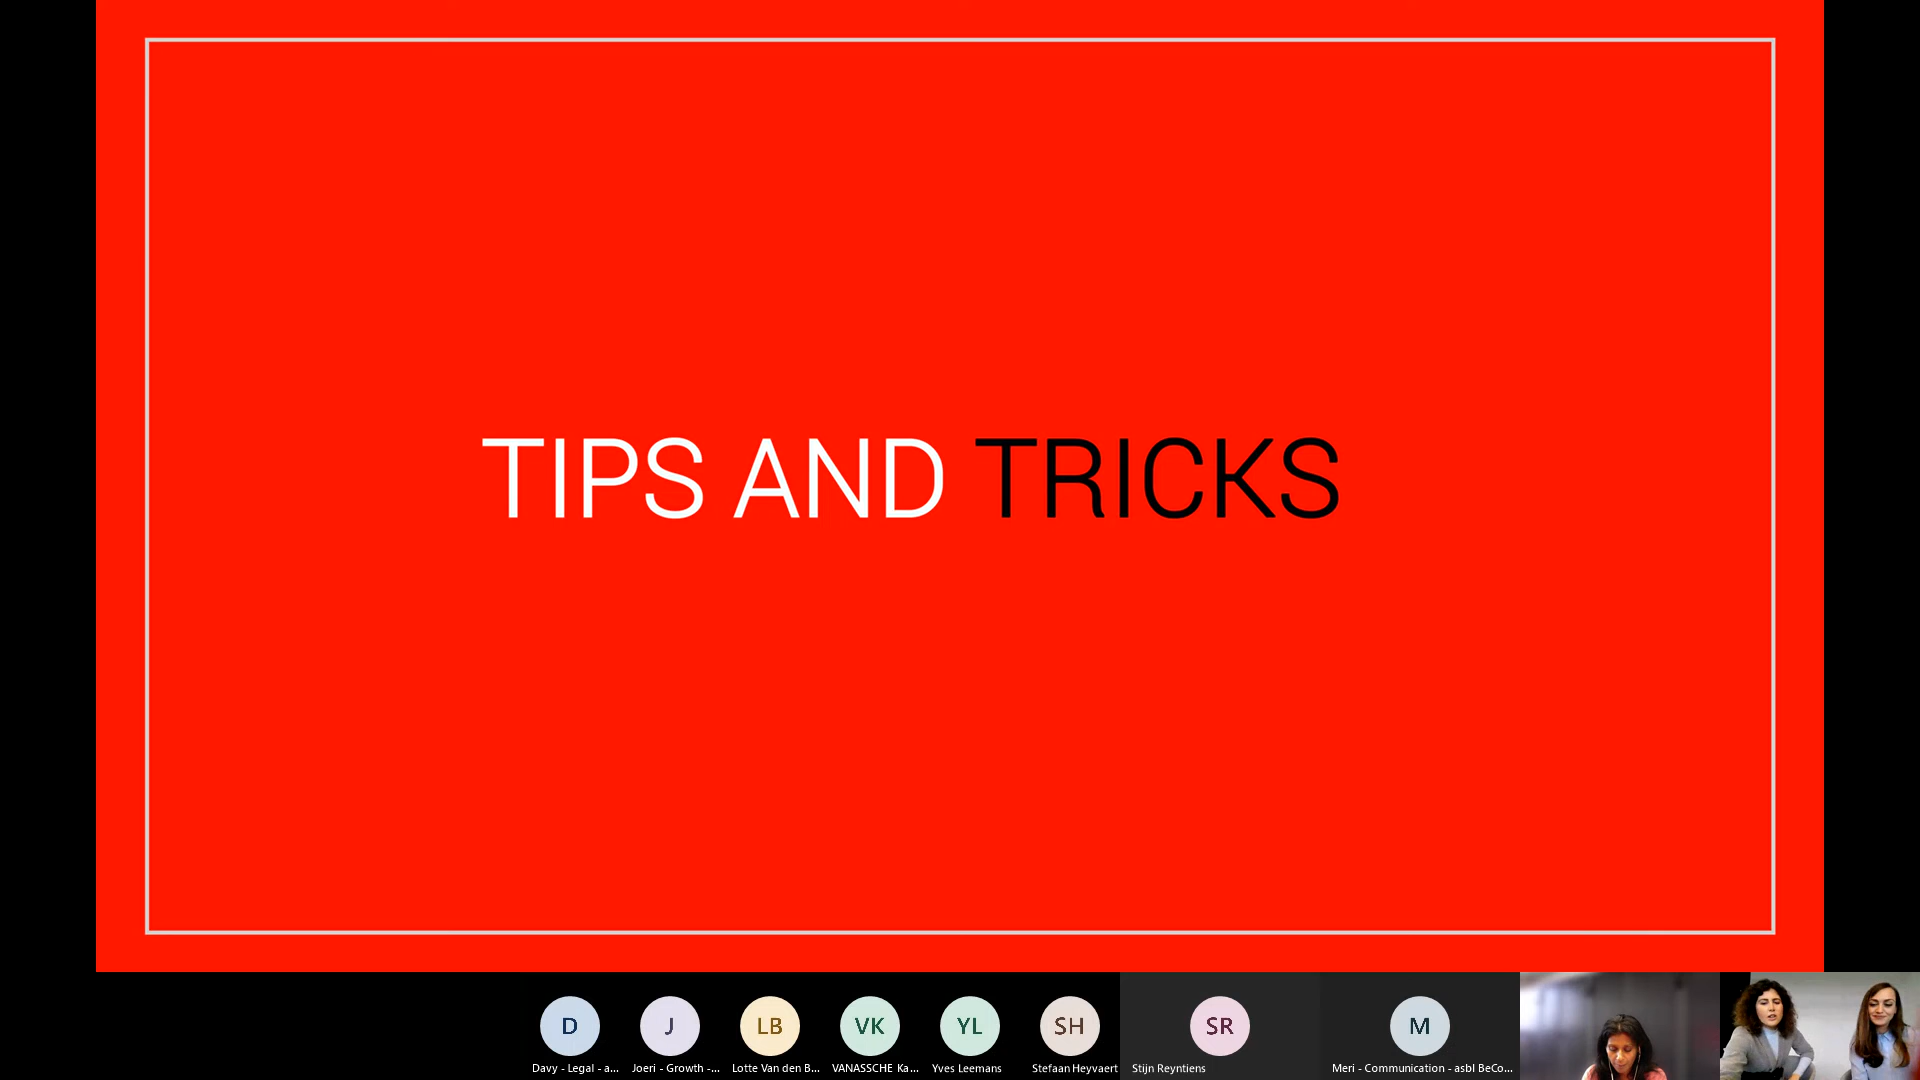 TIPS AND TRICKS
D
J
LB
VK
YL
SH
SR
M
Davy - Legal - a...
Joeri - Growth -...
Lotte Van den B...
VANASSCHE Ka...
Yves Leemans
Stefaan Heyvaert
Stijn Reyntiens
Meri - Communication - asbl BeCo...